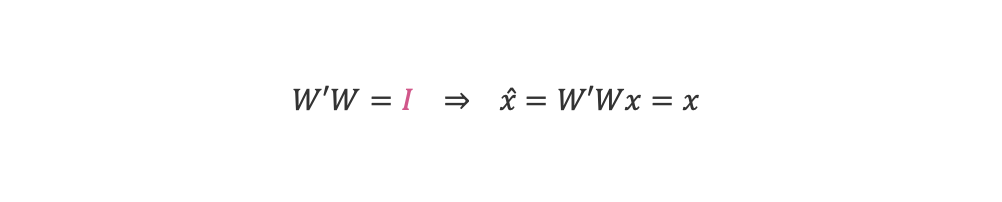 W′W = I ⇒ x̂ = W′Wx = x